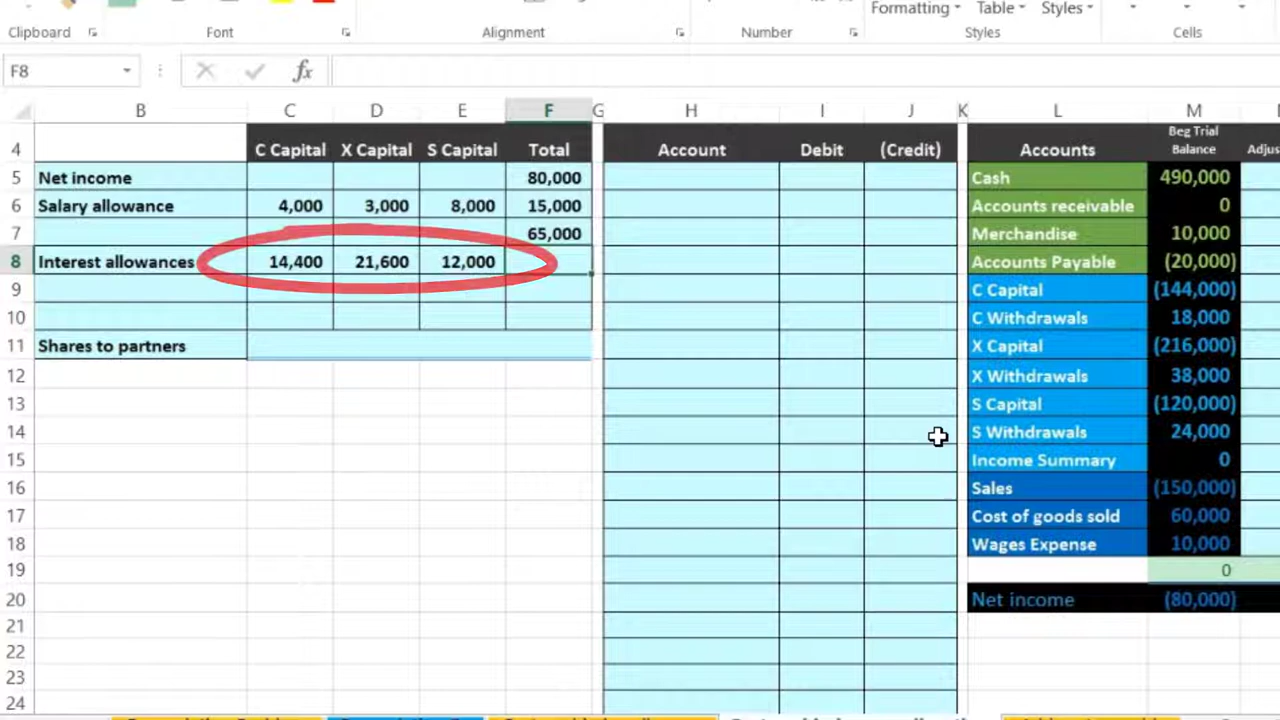 Formatting Table Styles
Clipboard Font Alignment Number Styles Cells
F8 fx
B C D E F G H I J K L M
4 C Capital X Capital S Capital Total Account Debit (Credit) Accounts Beg Trial Balance
5 Net income 80,000 Cash 490,000
6 Salary allowance 4,000 3,000 8,000 15,000 Accounts receivable 0
7 65,000 Merchandise 10,000
8 Interest allowances 14,400 21,600 12,000 Accounts Payable (20,000)
9 C Capital (144,000)
10 C Withdrawals 18,000
11 Shares to partners X Capital (216,000)
12 X Withdrawals 38,000
13 S Capital (120,000)
14 S Withdrawals 24,000
15 Income Summary 0
16 Sales (150,000)
17 Cost of goods sold 60,000
18 Wages Expense 10,000
19 0
20 Net income (80,000)
21
22
23
24